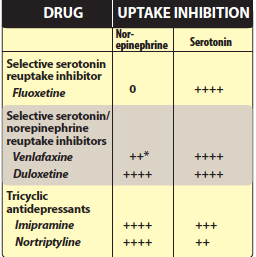 DRUG UPTAKE INHIBITION
Nor-
epinephrine Serotonin
Selective serotonin
reuptake inhibitor
Fluoxetine 0 ++++
Selective serotonin/
norepinephrine
reuptake inhibitors
Venlafaxine ++* ++++
Duloxetine ++++ ++++
Tricyclic
antidepressants
Imipramine ++++ +++
Nortriptyline ++++ ++